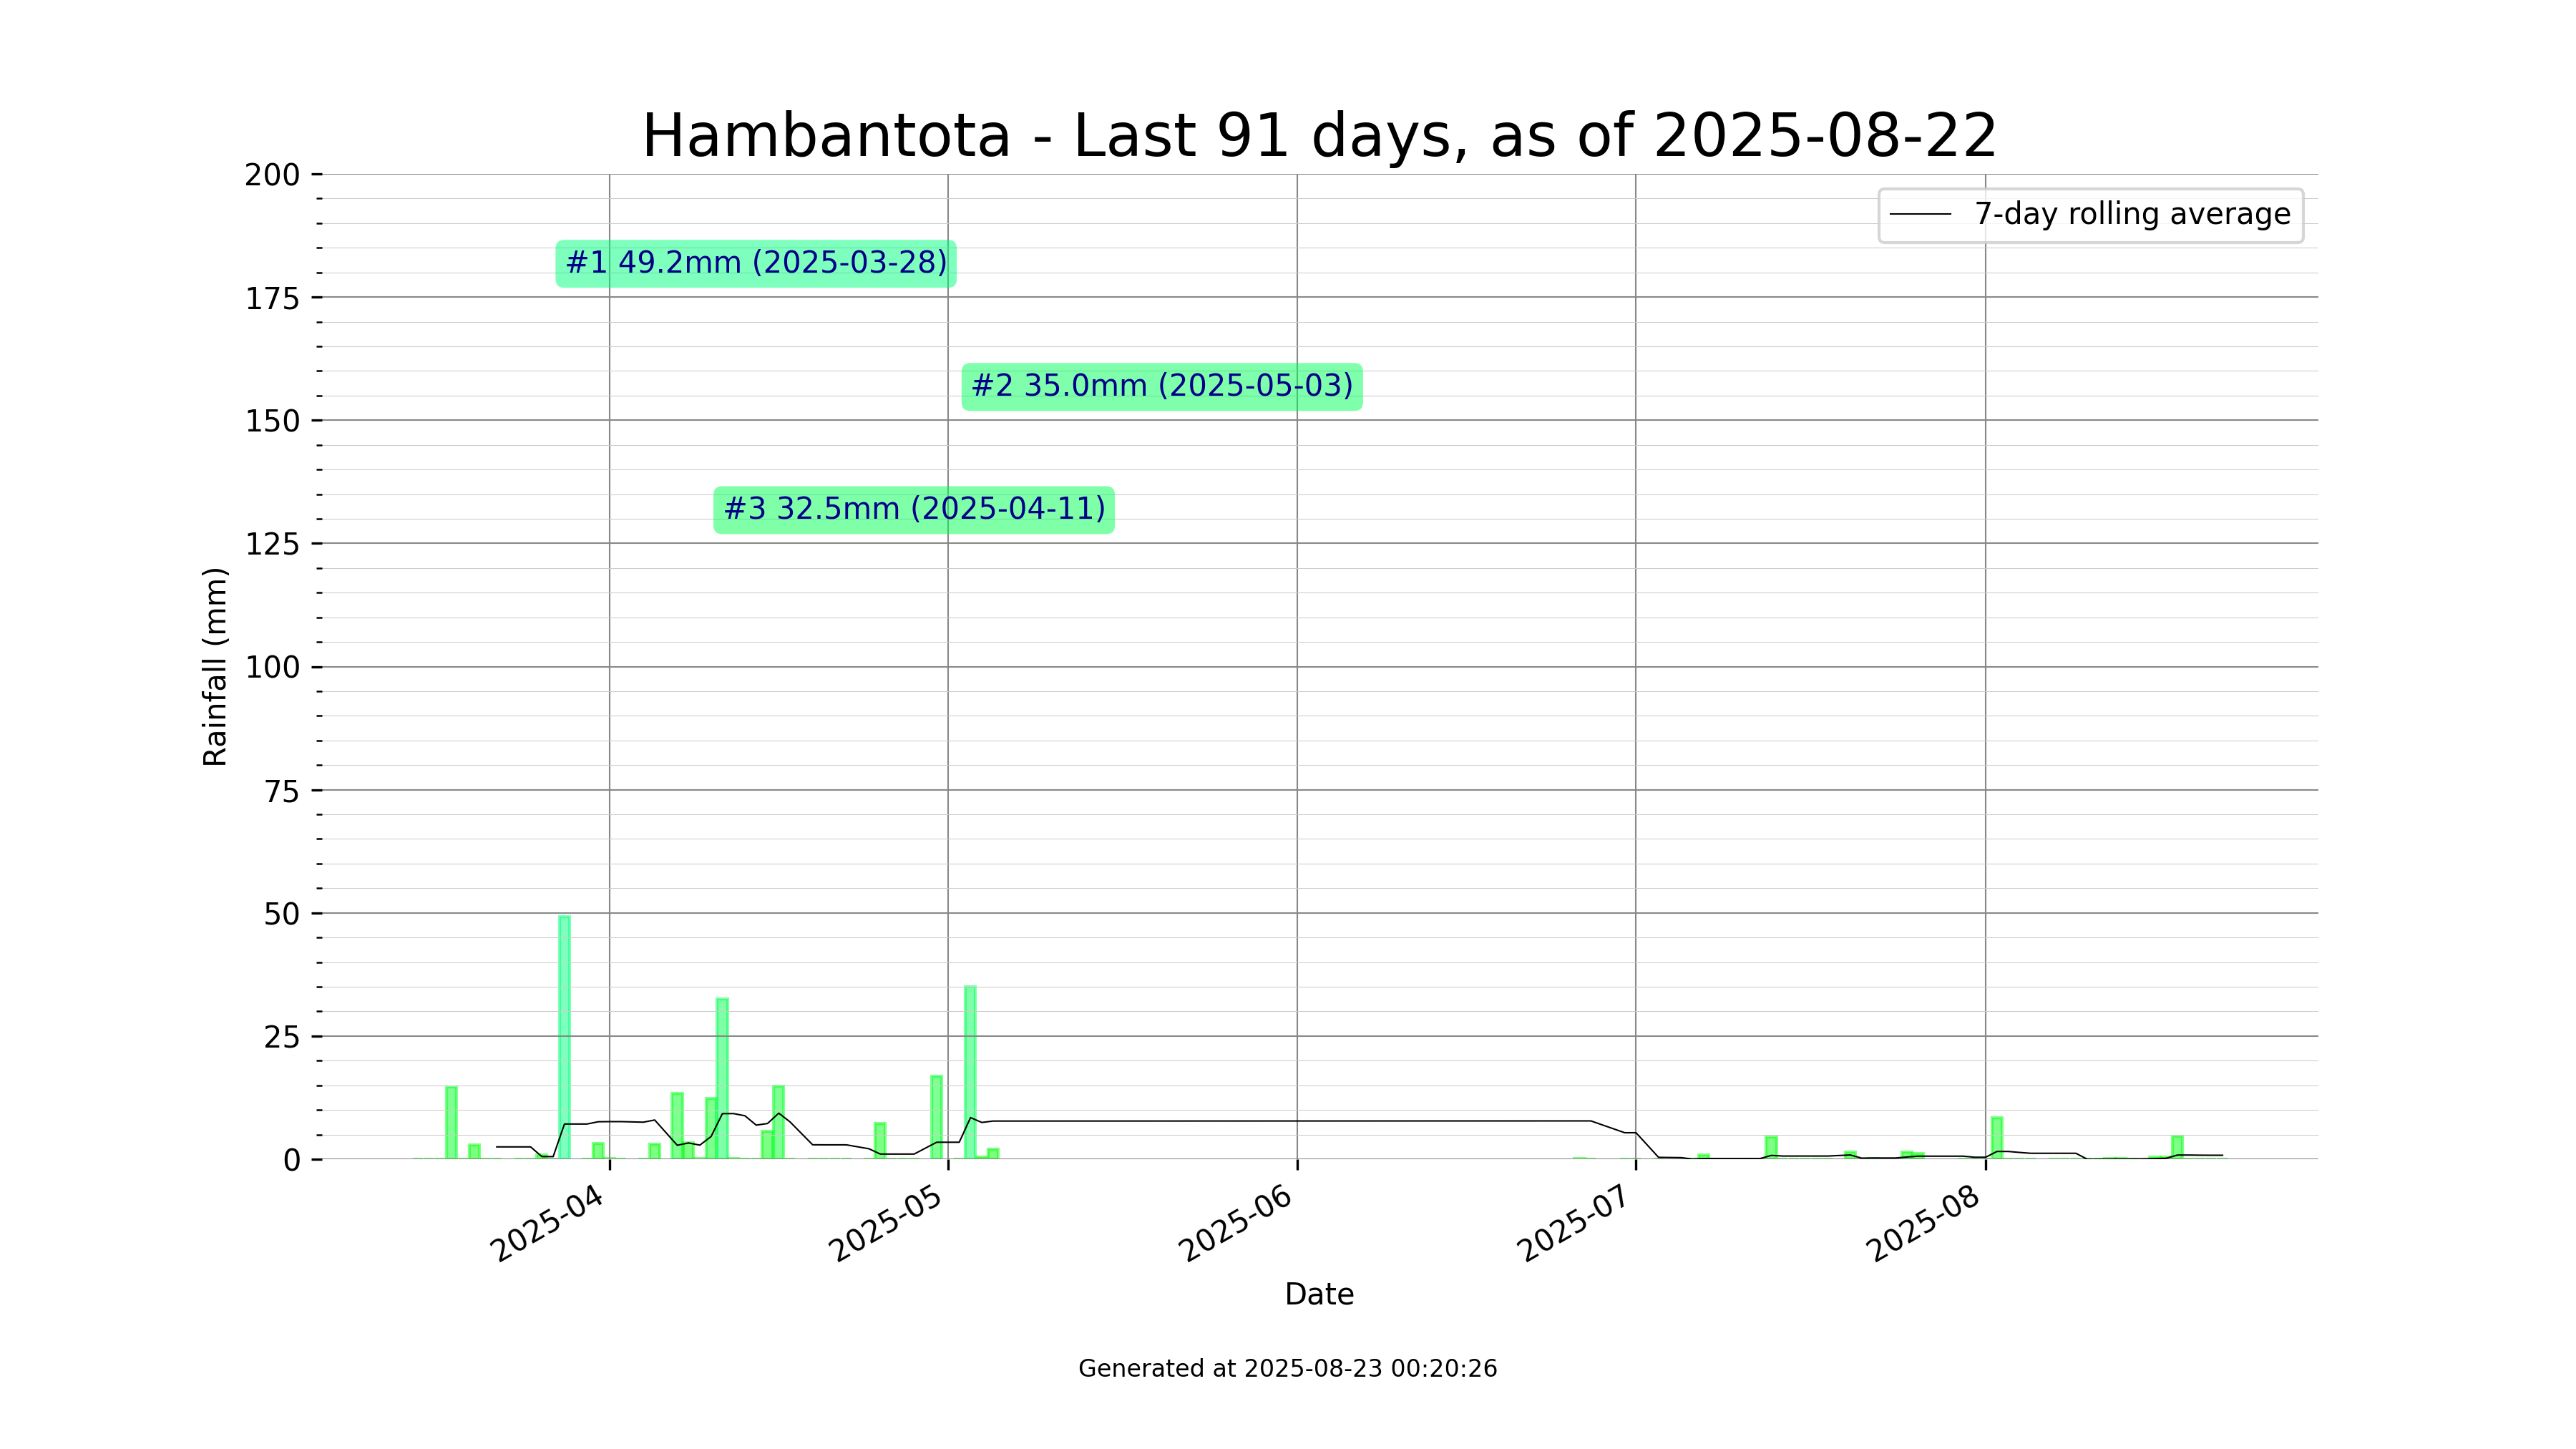 Hambantota - Last 91 days, as of 2025-08-22
7-day rolling average
200
175
150
125
100
75
50
25
0
Rainfall (mm)
#1 49.2mm (2025-03-28)
#2 35.0mm (2025-05-03)
#3 32.5mm (2025-04-11)
2025-04
2025-05
2025-06
2025-07
2025-08
Date
Generated at 2025-08-23 00:20:26